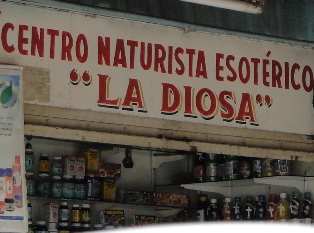 CENTRO NATURISTA ESOTÉRICO
"LA DIOSA"